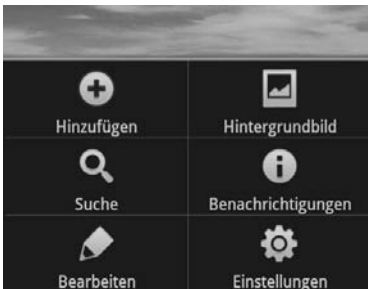 Hinzufügen
Hintergrundbild
Suche
Benachrichtigungen
Bearbeiten
Einstellungen